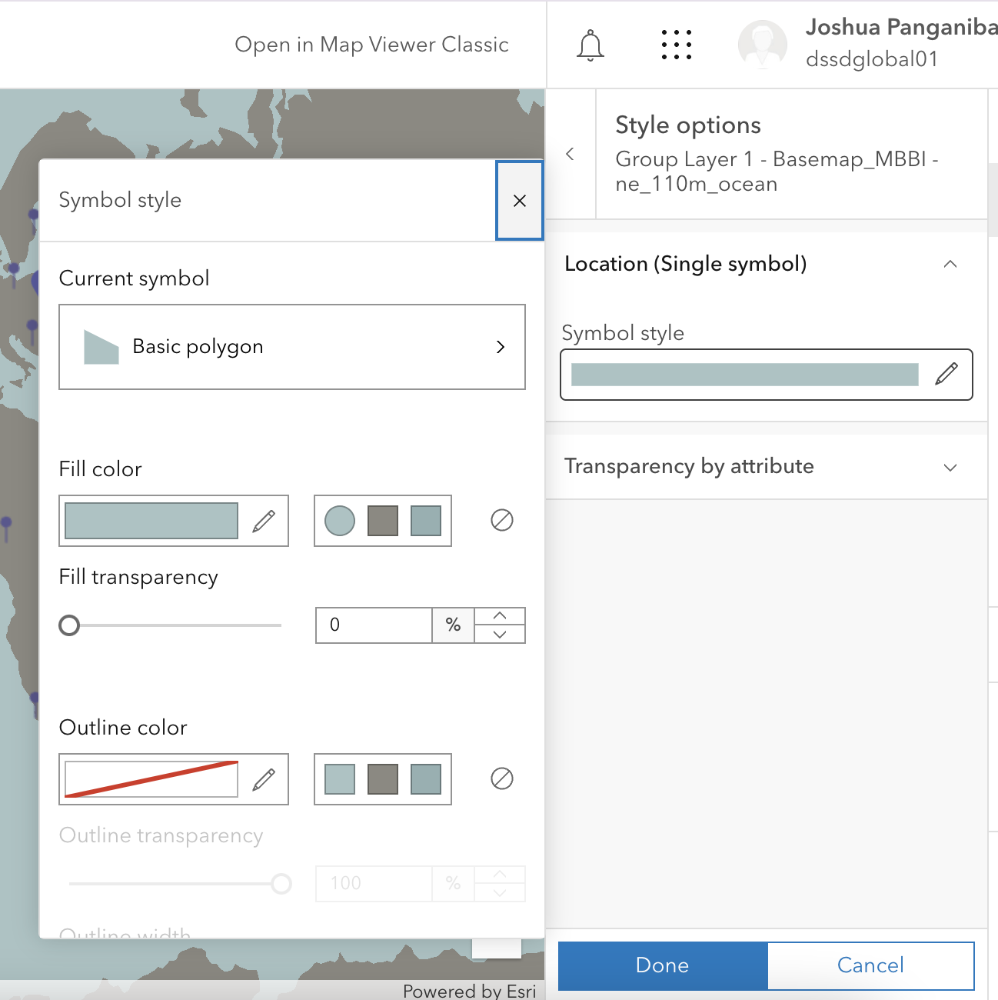 Open in Map Viewer Classic
Joshua Panganiba
dssdglobal01
Style options
Group Layer 1 - Basemap_MBBI -
ne_110m_ocean
Symbol style
Current symbol
Basic polygon
Fill color
Fill transparency
0 %
Outline color
Outline transparency
100 %
Outline width
Location (Single symbol)
Symbol style
Transparency by attribute
Done
Cancel
Powered by Esri